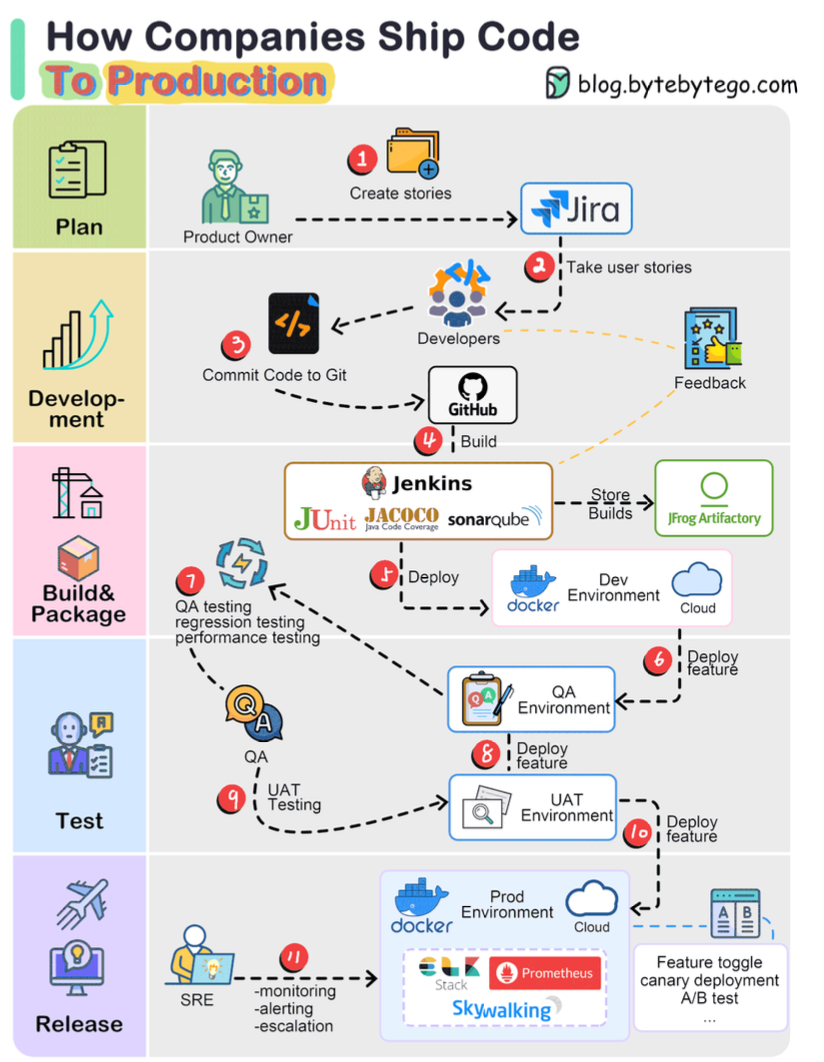 How Companies Ship Code
To Production
blog.bytebytego.com
Plan
1
Create stories
Product Owner
Jira
2
Take user stories
Develop-
ment
Developers
3
Commit Code to Git
GitHub
Feedback
4
Build
Build&
Package
Jenkins
JUnit
JACOCO
Java Code Coverage
sonarqube
Store
Builds
JFrog Artifactory
5
Deploy
docker
Dev
Environment
Cloud
7
QA testing
regression testing
performance testing
6
Deploy
feature
Test
QA
QA
Environment
Q
A
QA
8
Deploy
feature
9
UAT
Testing
UAT
Environment
10
Deploy
feature
Release
SRE
11
-monitoring
-alerting
-escalation
docker
Prod
Environment
Cloud
ELK
Stack
Prometheus
Skywalking
A B
Feature toggle
canary deployment
A/B test
...